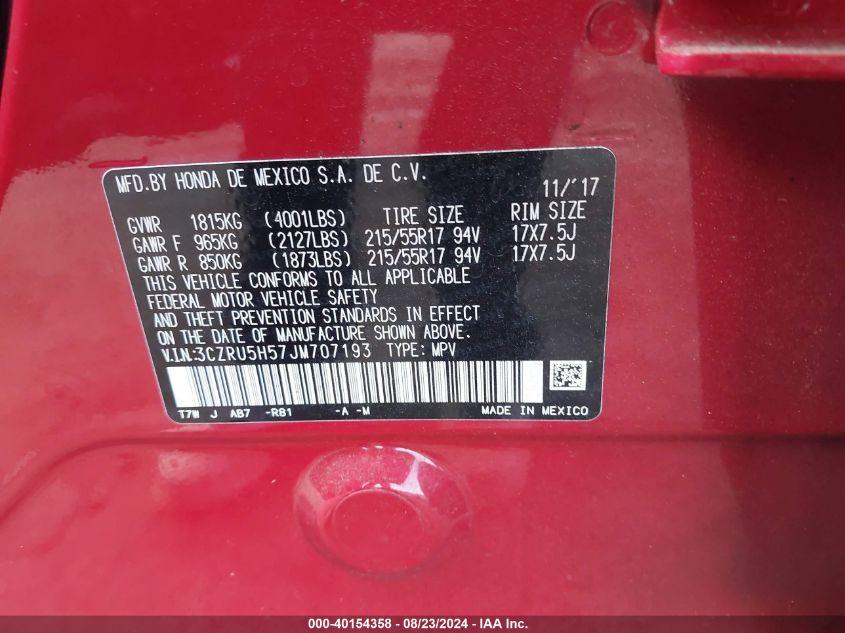 MFD.BY HONDA DE MEXICO S.A. DE C.V. 11/'17
GVWR 1815KG (4001LBS) TIRE SIZE RIM SIZE
GAWR F 965KG (2127LBS) 215/55R17 94V 17X7.5J
GAWR R 850KG (1873LBS) 215/55R17 94V 17X7.5J
THIS VEHICLE CONFORMS TO ALL APPLICABLE
FEDERAL MOTOR VEHICLE SAFETY
AND THEFT PREVENTION STANDARDS IN EFFECT
ON THE DATE OF MANUFACTURE SHOWN ABOVE.
V.I.N:3CZRU5H57JM707193 TYPE: MPV
T7W J AB7 -R81 -A -M MADE IN MEXICO
000-40154358 - 08/23/2024 - IAA Inc.